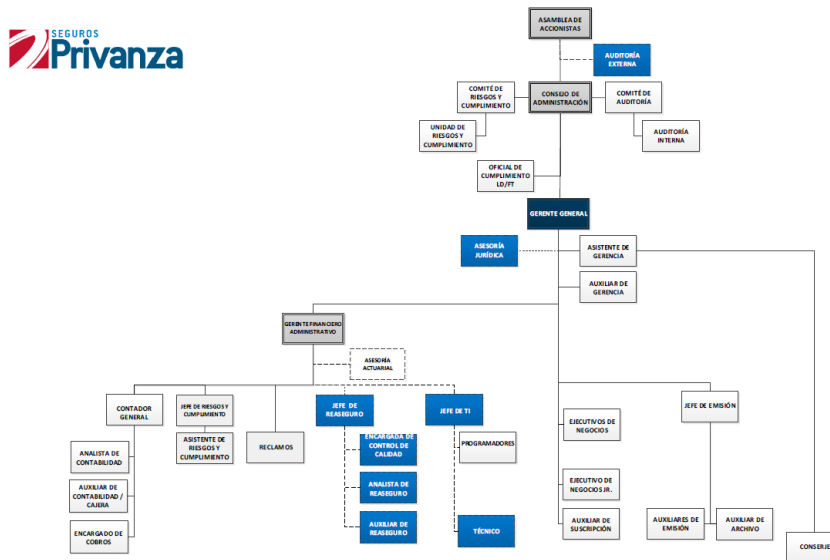 SEGUROS
Privanza
ASAMBLEA DE
ACCIONISTAS
AUDITORÍA
EXTERNA
COMITÉ DE
RIESGOS Y
CUMPLIMIENTO
CONSEJO DE
ADMINISTRACIÓN
COMITÉ DE
AUDITORÍA
UNIDAD DE
RIESGOS Y
CUMPLIMIENTO
AUDITORÍA
INTERNA
OFICIAL DE
CUMPLIMIENTO
LD/FT
GERENTE GENERAL
ASESORÍA
JURÍDICA
ASISTENTE DE
GERENCIA
AUXILIAR DE
GERENCIA
GERENTE FINANCIERO
ADMINISTRATIVO
ASESORÍA
ACTUARIAL
CONTADOR
GENERAL
JEFE DE RIESGOS Y
CUMPLIMIENTO
JEFE DE
REASEGURO
JEFE DE TI
EJECUTIVOS DE
NEGOCIOS
JEFE DE EMISIÓN
ANALISTA DE
CONTABILIDAD
ASISTENTE DE
RIESGOS Y
CUMPLIMIENTO
RECLAMOS
ENCARGADA DE
CONTROL DE
CALIDAD
PROGRAMADORES
AUXILIAR DE
CONTABILIDAD /
CAJERA
ANALISTA DE
REASEGURO
EJECUTIVO DE
NEGOCIOS JR.
ENCARGADO DE
COBROS
AUXILIAR DE
REASEGURO
TÉCNICO
AUXILIAR DE
SUSCRIPCIÓN
AUXILIARES DE
EMISIÓN
AUXILIAR DE
ARCHIVO
CONSERJE